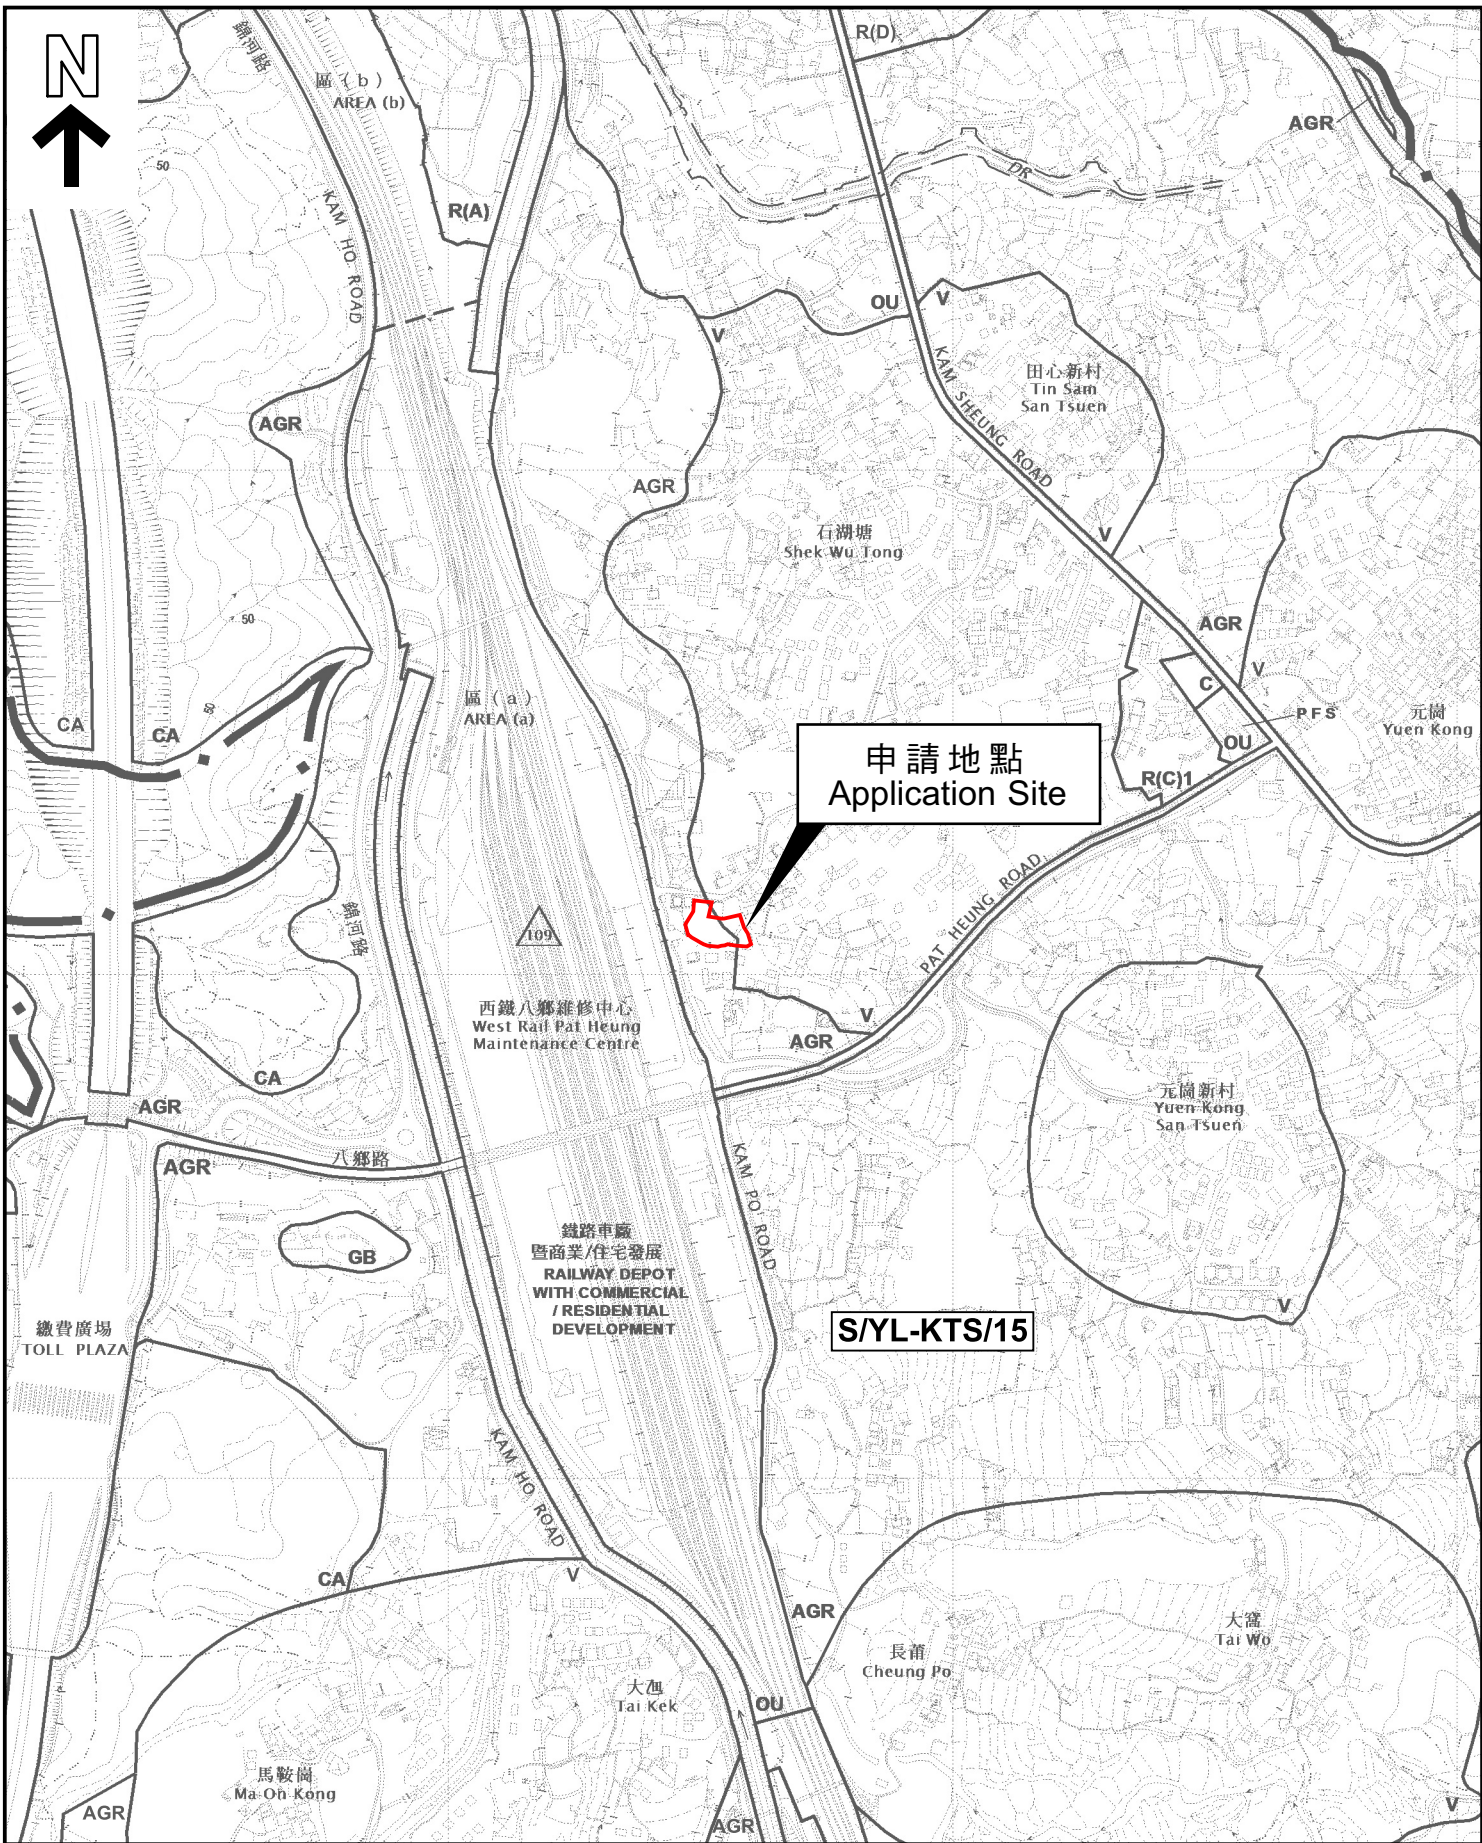 N
錦河路
區 (b)
AREA (b)
R(D)
AGR
50
KAM HO ROAD
R(A)
DR
OU
V
V
KAM SHEUNG ROAD
田心新村
Tin Sam
San Tsuen
AGR
AGR
石湖塘
Shek Wu Tong
V
50
AGR
V
區 (a)
AREA (a)
C
PFS
元崗
Yuen Kong
CA
CA
50
OU
R(C)1
申請地點
Application Site
PAT HEUNG ROAD
錦河路
109
西鐵八鄉維修中心
West Rail Pat Heung
Maintenance Centre
V
AGR
CA
AGR
元崗新村
Yuen Kong
San Tsuen
八鄉路
AGR
KAM PO ROAD
GB
鐵路車廠
暨商業/住宅發展
RAILWAY DEPOT
WITH COMMERCIAL
/ RESIDENTIAL
DEVELOPMENT
V
繳費廣場
TOLL PLAZA
S/YL-KTS/15
KAM HO ROAD
CA
V
AGR
大窩
Tai Wo
長莆
Cheung Po
Tai Kek
OU
馬鞍崗
Ma On Kong
AGR
AGR
V